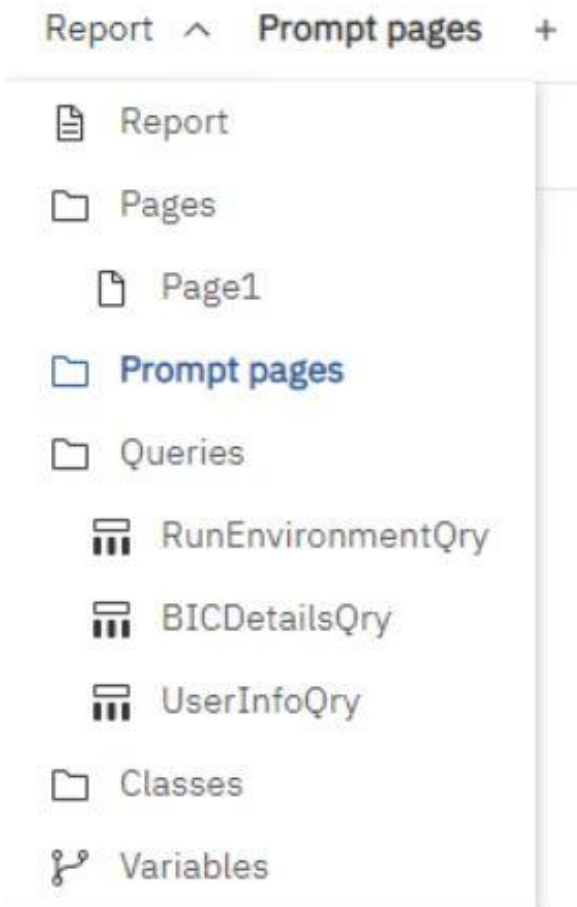 Report Prompt pages +
Report
Pages
Page1
Prompt pages
Queries
RunEnvironmentQry
BICDetailsQry
UserInfoQry
Classes
Variables